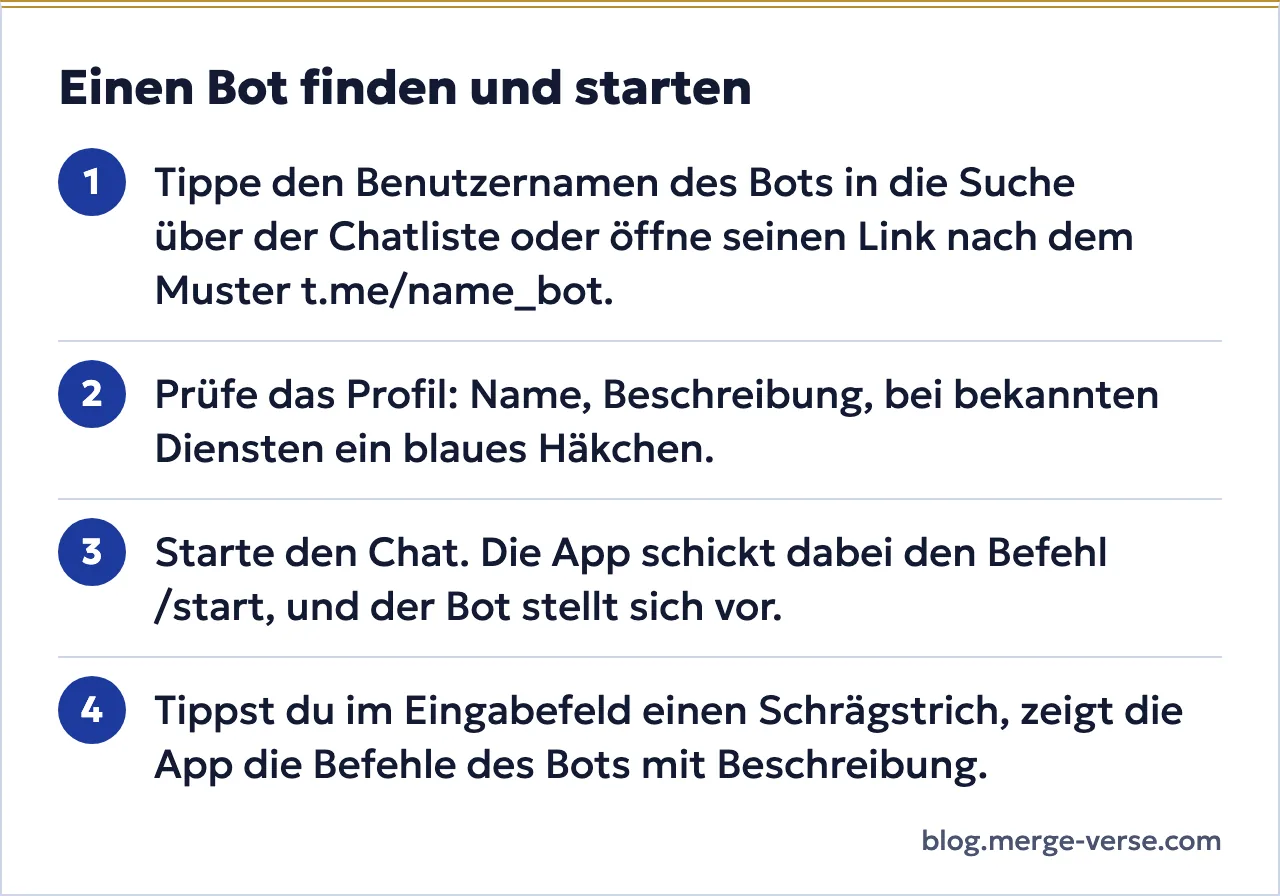 Einen Bot finden und starten
1 Tippe den Benutzernamen des Bots in die Suche
über der Chatliste oder öffne seinen Link nach dem
Muster t.me/name_bot.
2 Prüfe das Profil: Name, Beschreibung, bei bekannten
Diensten ein blaues Häkchen.
3 Starte den Chat. Die App schickt dabei den Befehl
/start, und der Bot stellt sich vor.
4 Tippst du im Eingabefeld einen Schrägstrich, zeigt die
App die Befehle des Bots mit Beschreibung.
blog.merge-verse.com